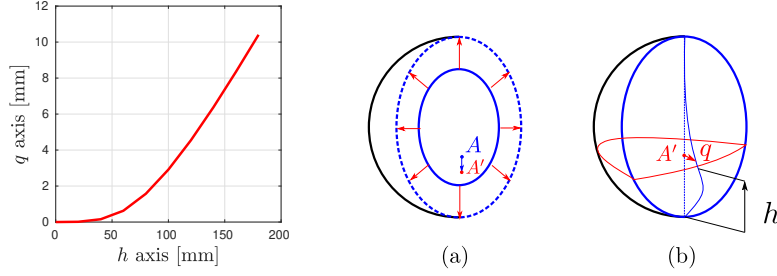 12
10
8
6
4
2
0
q axis [mm]
0 50 100 150 200
h axis [mm]
A
A′
(a)
A′ q
h
(b)